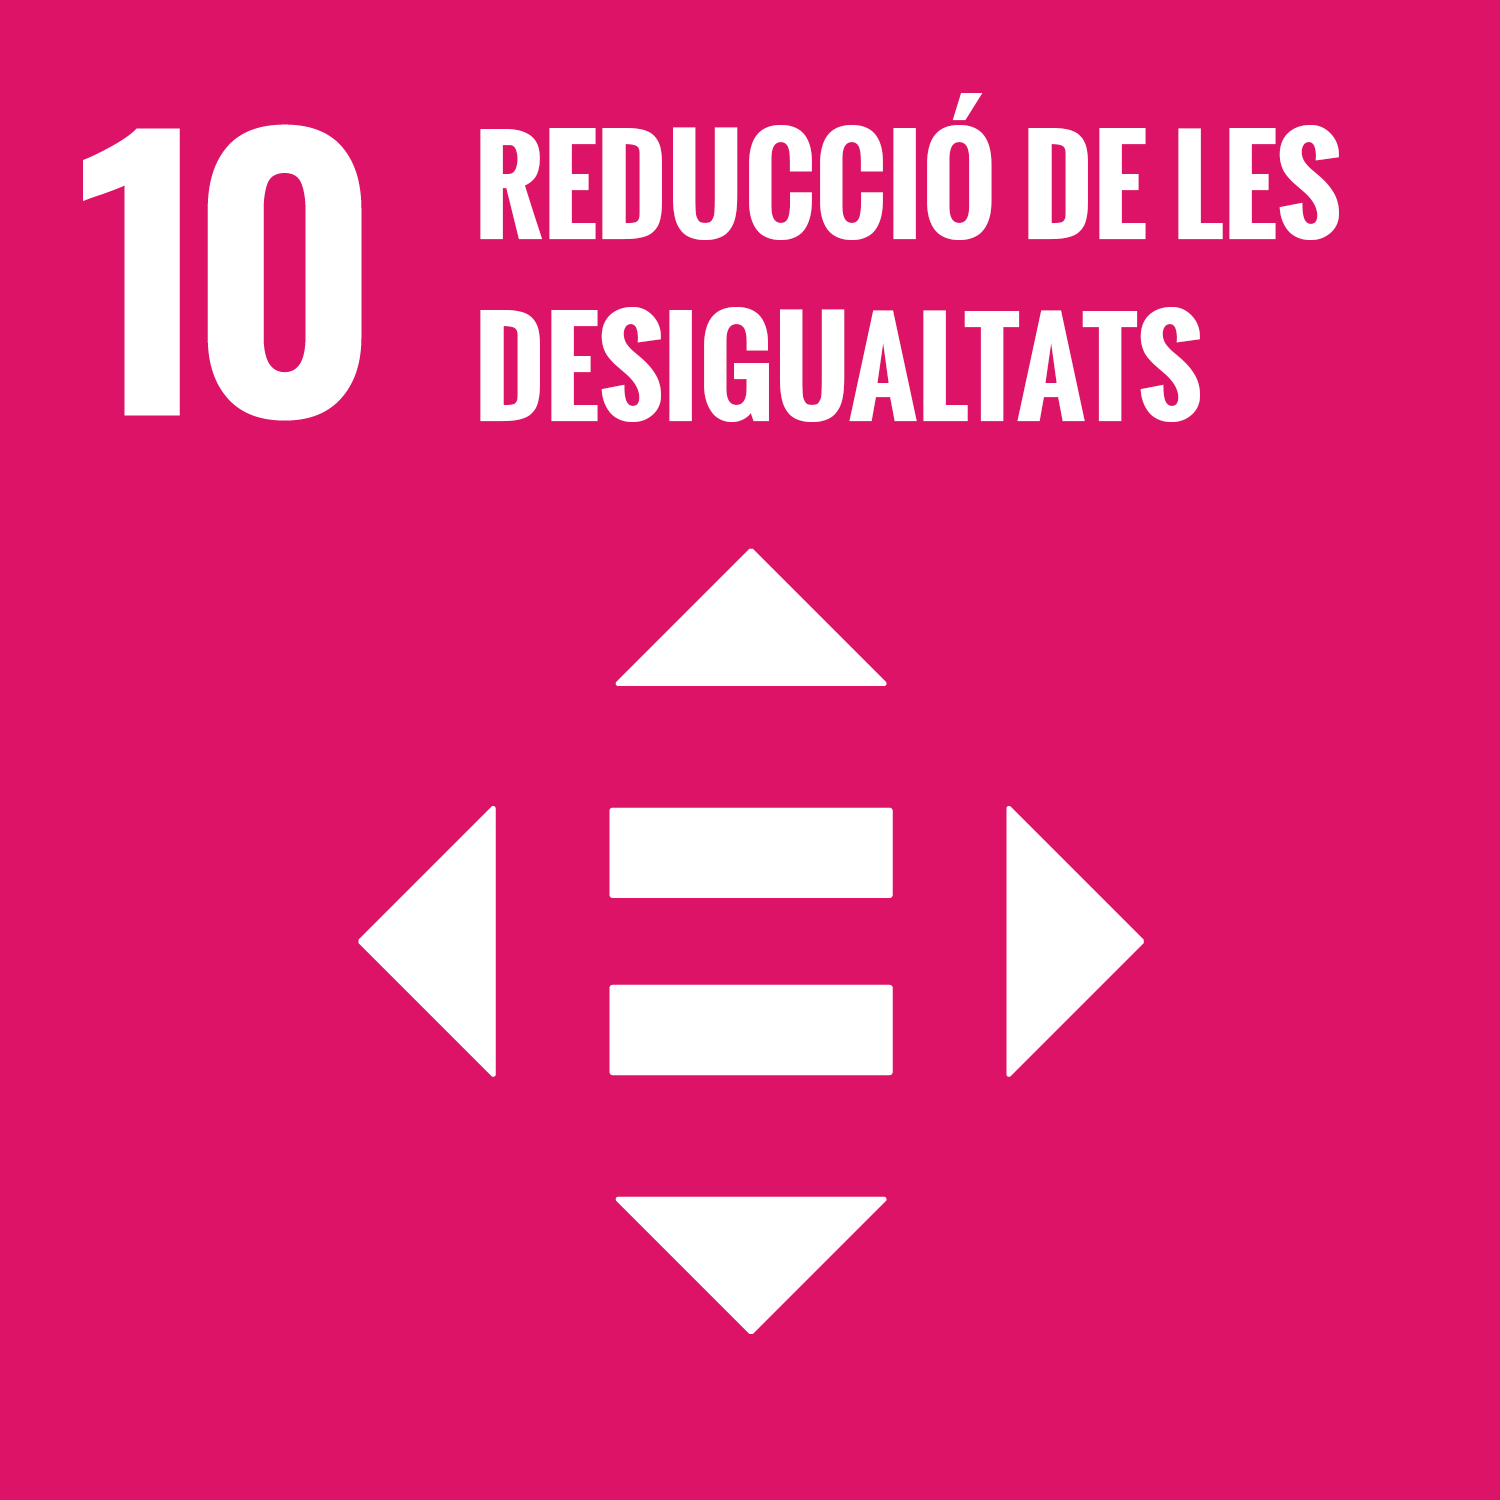 10
REDUCCIÓ DE LES
DESIGUALTATS